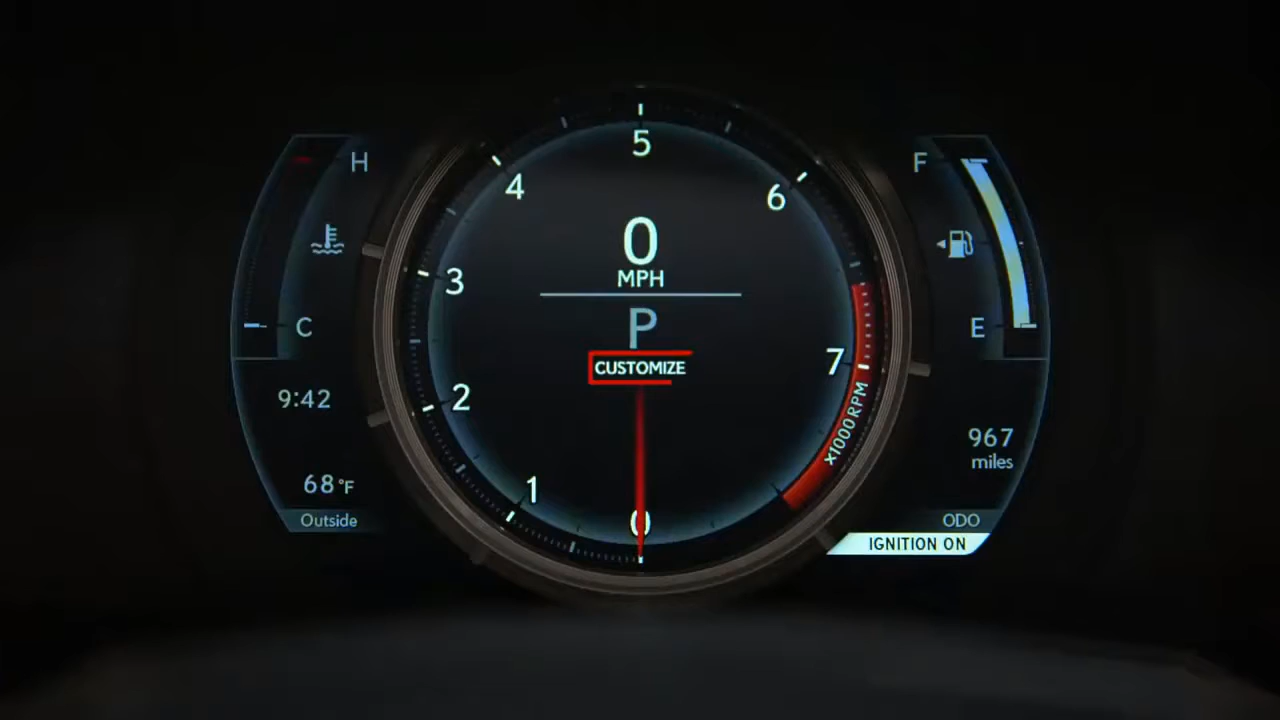 H
C
9:42
68°F
Outside
5
4
6
3
2
1
0
7
x1000RPM
0
MPH
P
CUSTOMIZE
F
E
967
miles
ODO
IGNITION ON